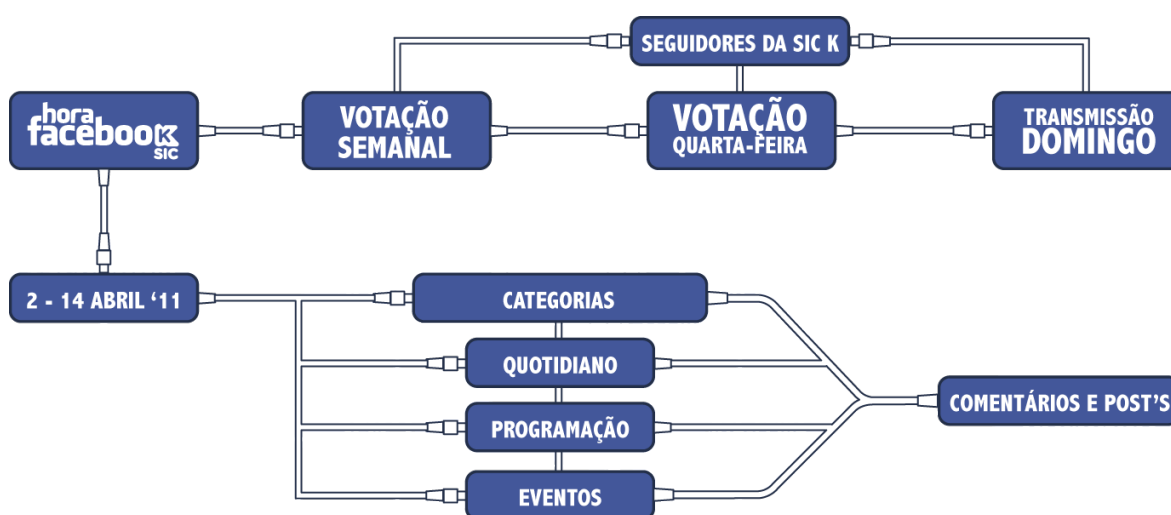 SEGUIDORES DA SIC K
hora
facebook
SIC
VOTAÇÃO
SEMANAL
VOTAÇÃO
QUARTA-FEIRA
TRANSMISSÃO
DOMINGO
2 - 14 ABRIL ‘11
CATEGORIAS
QUOTIDIANO
PROGRAMAÇÃO
EVENTOS
COMENTÁRIOS E POST’S